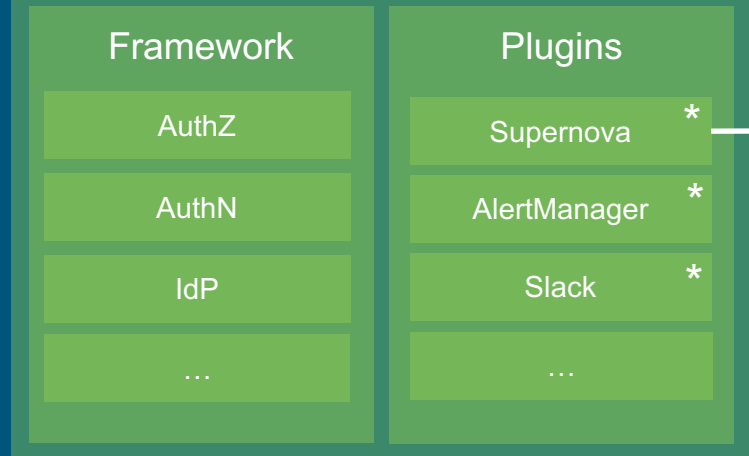 Framework
AuthZ
AuthN
IdP
…
Plugins
Supernova *
AlertManager *
Slack *
…